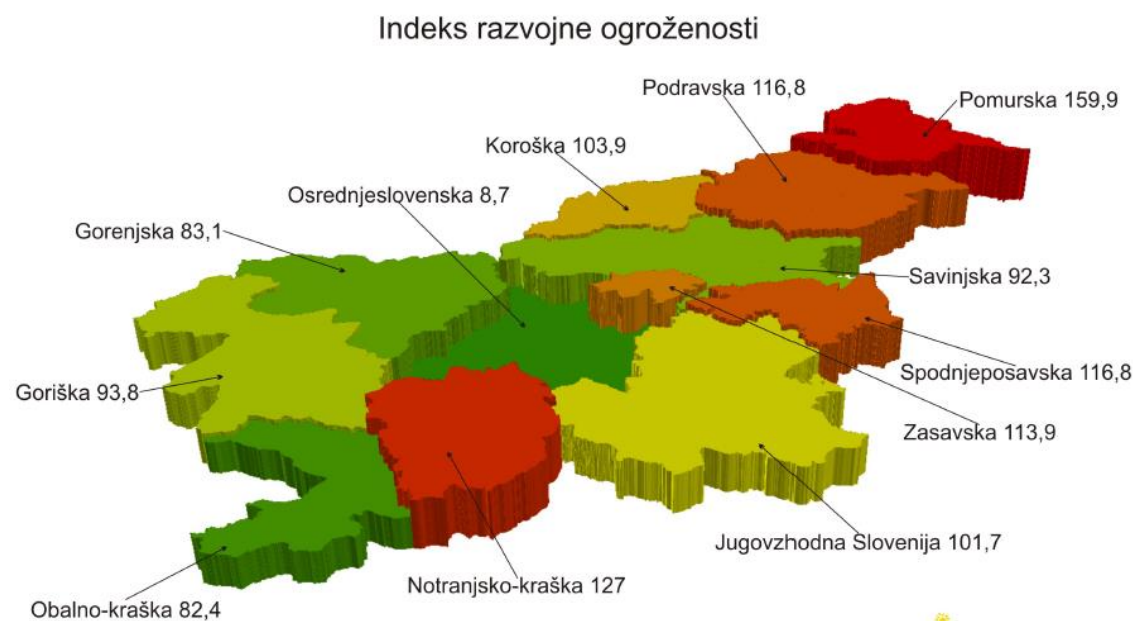 Indeks razvojne ogroženosti
Podravska 116,8
Pomurska 159,9
Koroška 103,9
Osrednjeslovenska 8,7
Gorenjska 83,1
Savinjska 92,3
Goriška 93,8
Spodnjeposavska 116,8
Zasavska 113,9
Jugovzhodna Slovenija 101,7
Notranjsko-kraška 127
Obalno-kraška 82,4